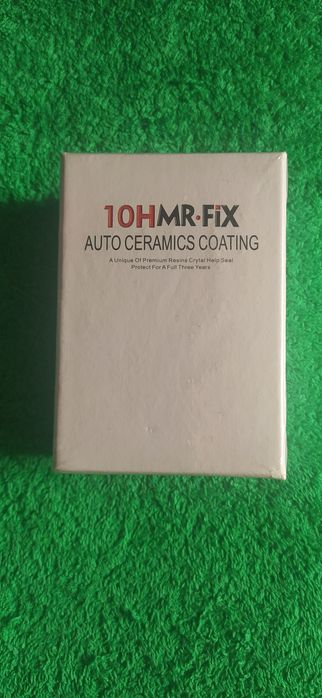 10HMR·FiX
AUTO CERAMICS COATING
A Unique Of Premium Resins Crytal Help Seal
Protect For A Full Three Years